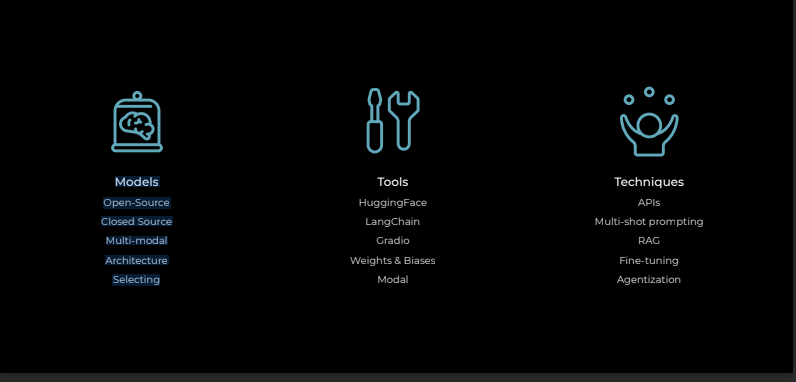 Models
Open-Source
Closed Source
Multi-modal
Architecture
Selecting
Tools
HuggingFace
LangChain
Gradio
Weights & Biases
Modal
Techniques
APIs
Multi-shot prompting
RAG
Fine-tuning
Agentization